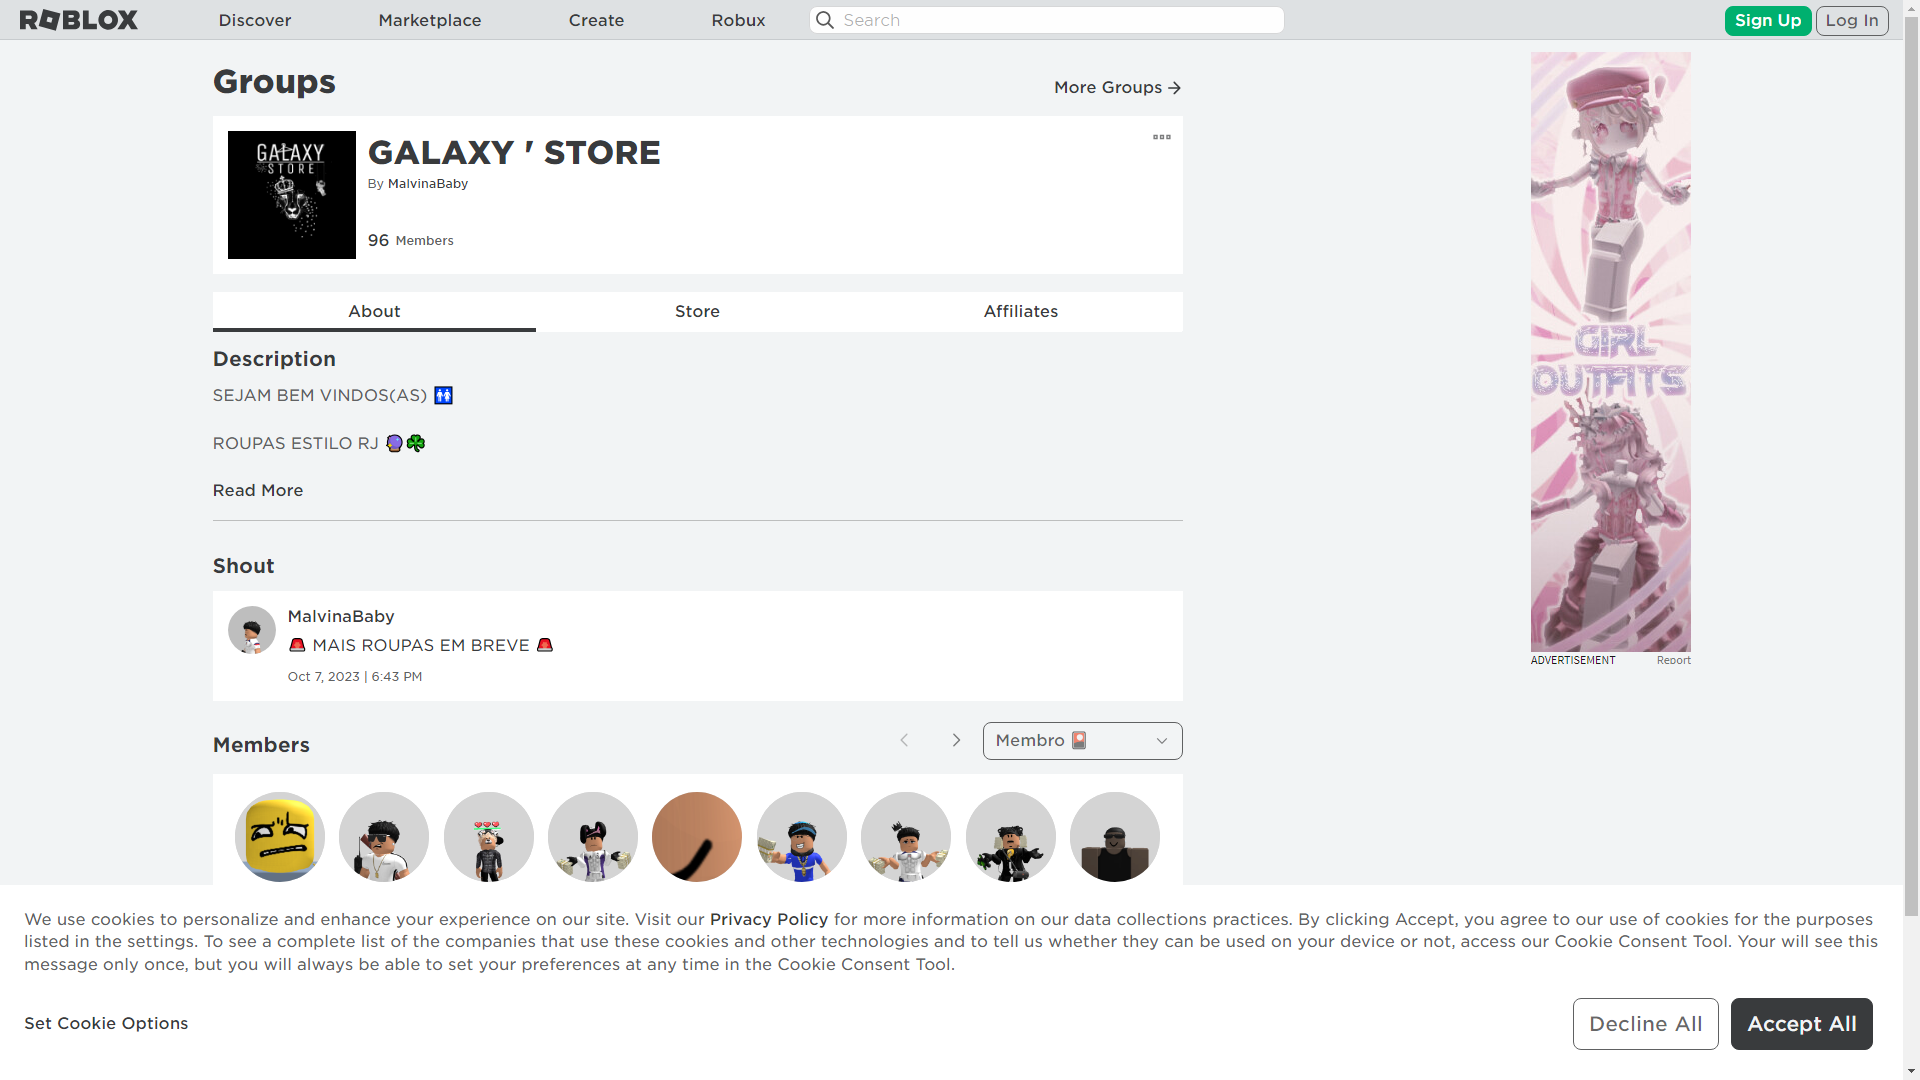 ROBLOX
Discover
Marketplace
Create
Robux
Search
Sign Up
Log In
Groups
More Groups
GALAXY
STORE
GALAXY ' STORE
By MalvinaBaby
96 Members
About
Store
Affiliates
Description
SEJAM BEM VINDOS(AS) 🚻
ROUPAS ESTILO RJ 🔮☘
Read More
Shout
MalvinaBaby
🚨 MAIS ROUPAS EM BREVE 🚨
Oct 7, 2023 | 6:43 PM
Members
Membro 🎴
GIRL
OUTFITS
ADVERTISEMENT
Report
We use cookies to personalize and enhance your experience on our site. Visit our Privacy Policy for more information on our data collections practices. By clicking Accept, you agree to our use of cookies for the purposes
listed in the settings. To see a complete list of the companies that use these cookies and other technologies and to tell us whether they can be used on your device or not, access our Cookie Consent Tool. Your will see this
message only once, but you will always be able to set your preferences at any time in the Cookie Consent Tool.
Set Cookie Options
Decline All
Accept All